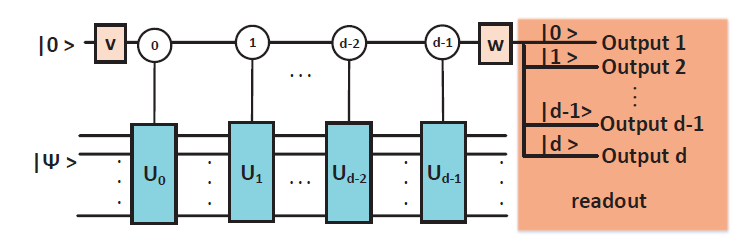 |0 > V 0 1 d-2 d-1 W |0 > Output 1
|1 > Output 2
...
|d-1> Output d-1
|Ψ > U0 U1 ... Ud-2 Ud-1 |d > Output d
readout